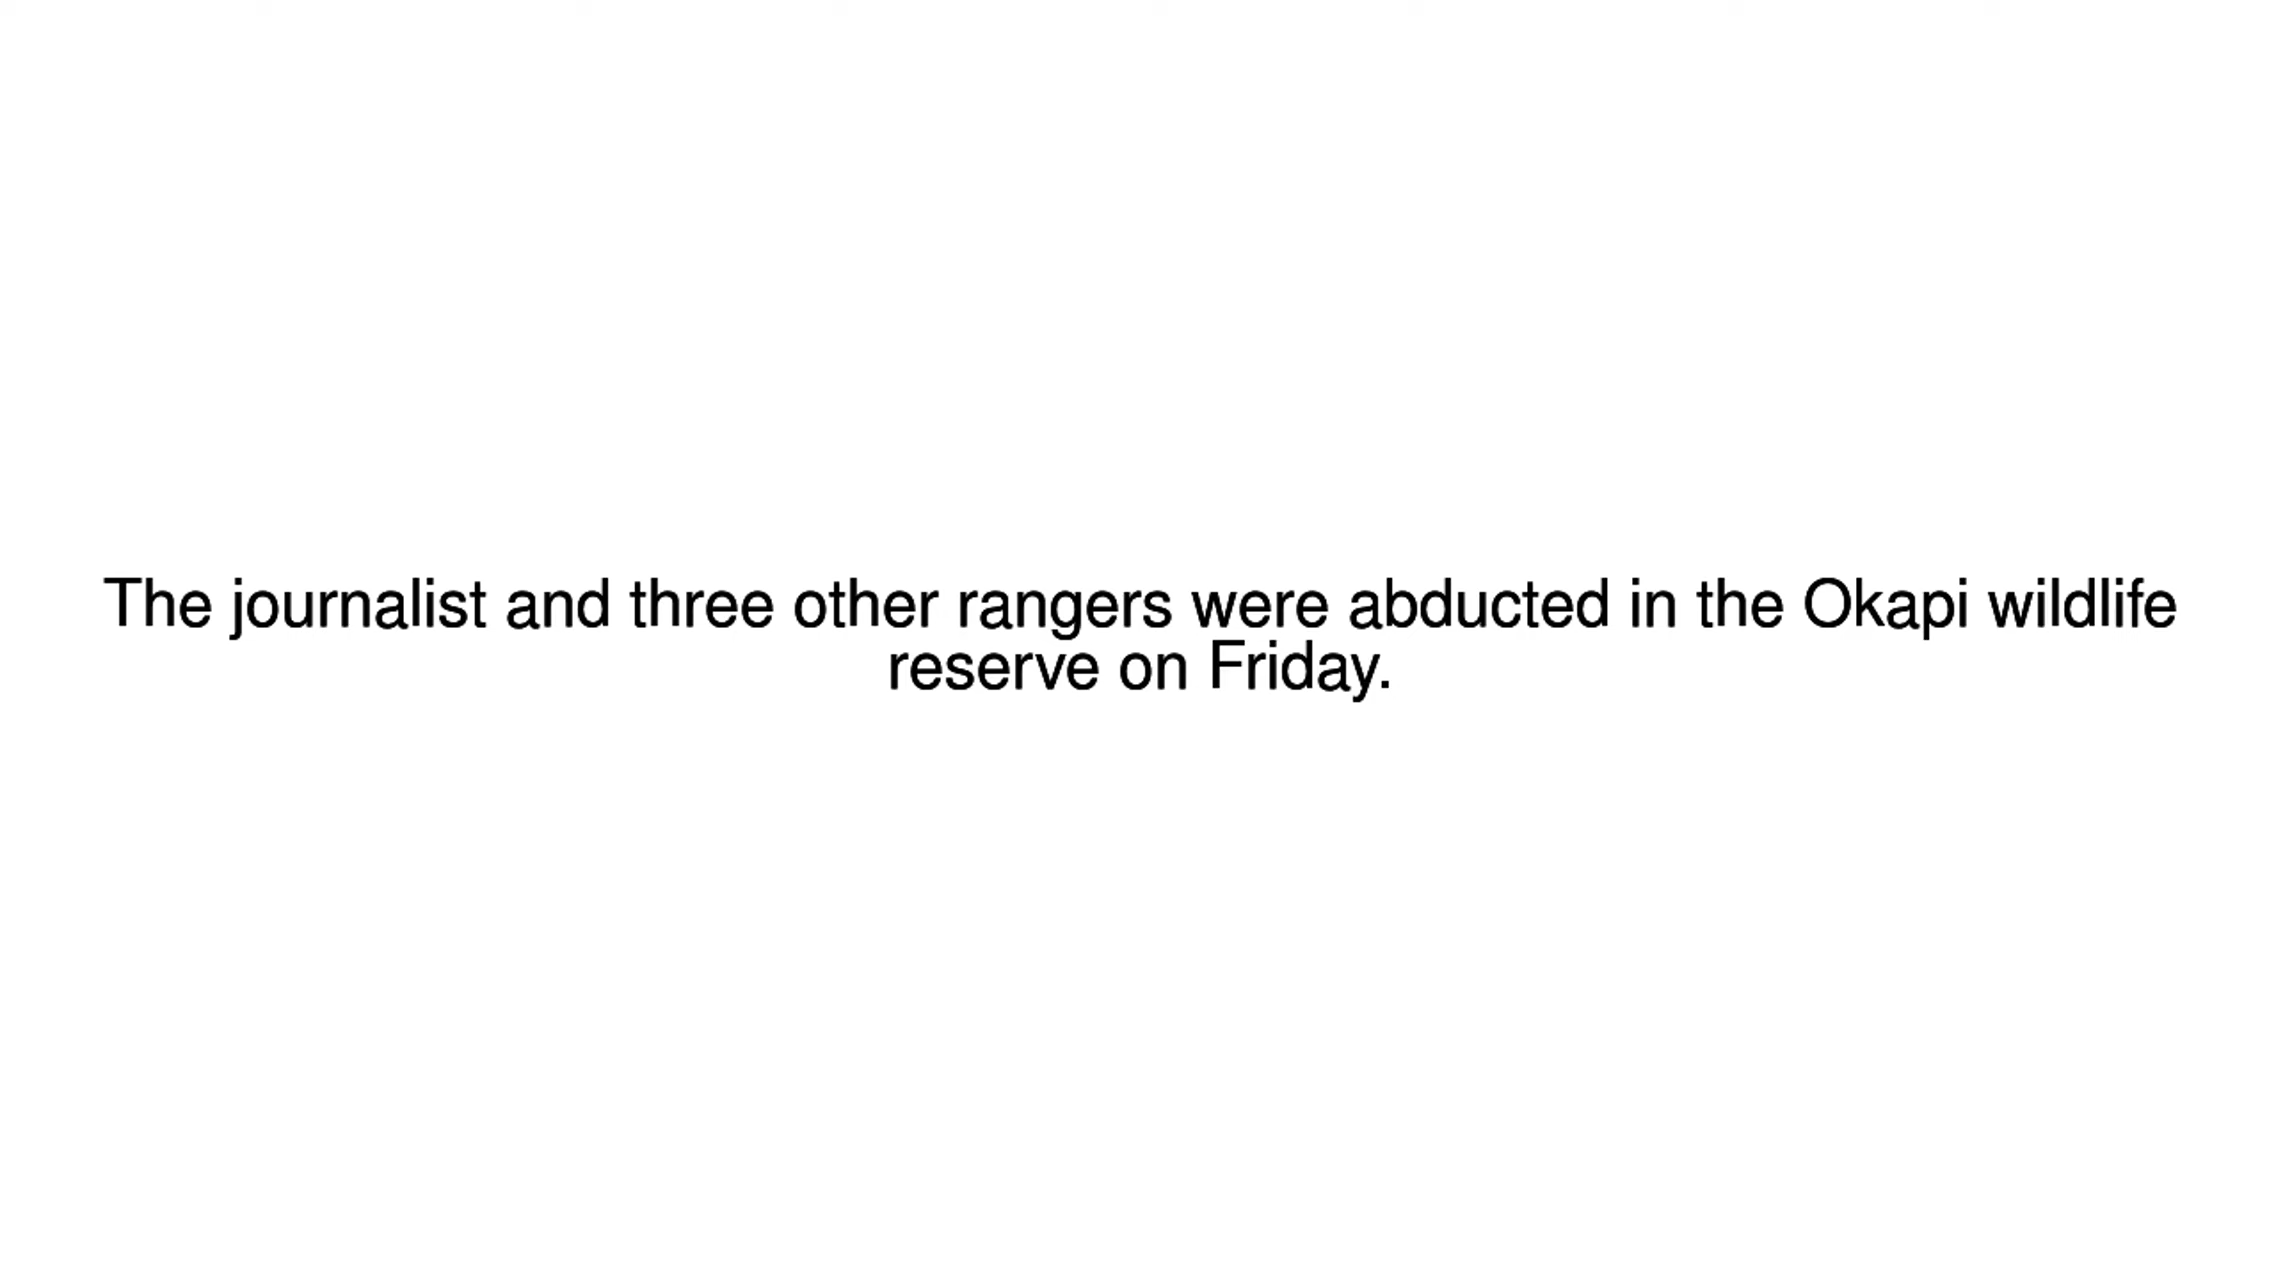 The journalist and three other rangers were abducted in the Okapi wildlife
reserve on Friday.